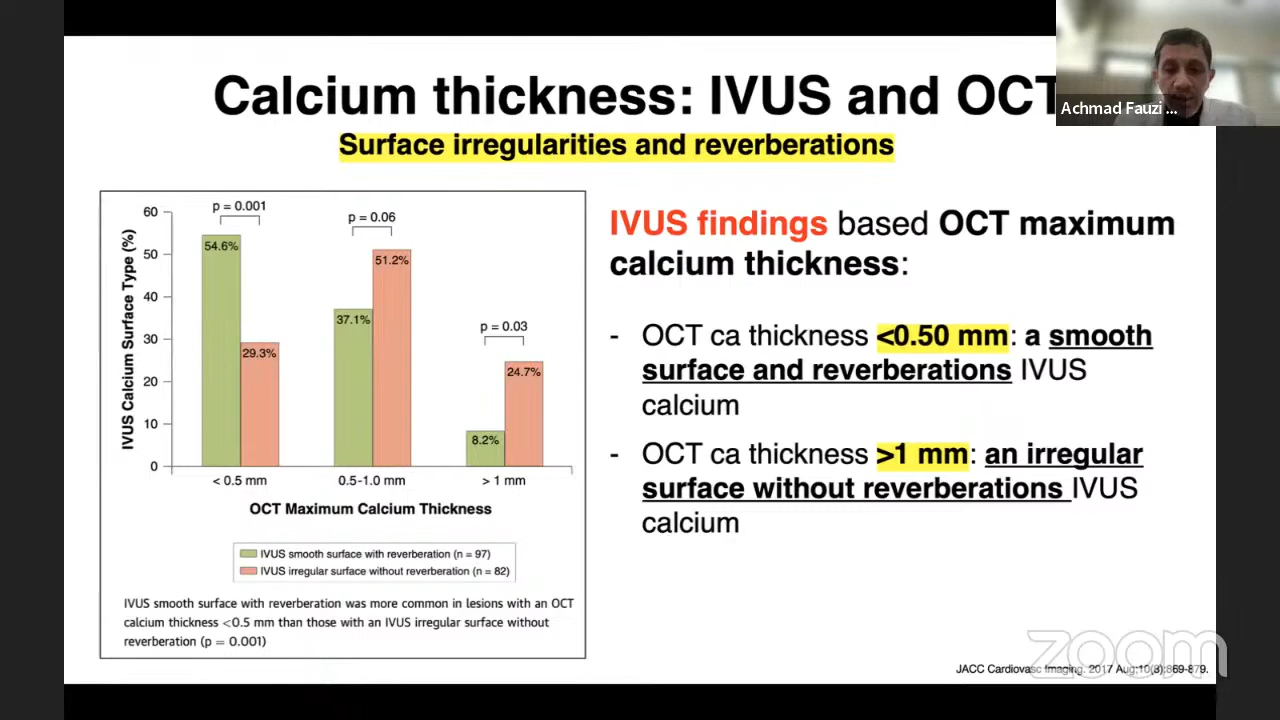 Calcium thickness: IVUS and OCT
Achmad Fauzi ...
Surface irregularities and reverberations
p = 0.001
p = 0.06
p = 0.03
IVUS Calcium Surface Type (%)
60
50
40
30
20
10
0
54.6%
29.3%
37.1%
51.2%
8.2%
24.7%
< 0.5 mm
0.5-1.0 mm
> 1 mm
OCT Maximum Calcium Thickness
IVUS smooth surface with reverberation (n = 97)
IVUS irregular surface without reverberation (n = 82)
IVUS smooth surface with reverberation was more common in lesions with an OCT
calcium thickness <0.5 mm than those with an IVUS irregular surface without
reverberation (p = 0.001)
IVUS findings based OCT maximum
calcium thickness:
- OCT ca thickness <0.50 mm: a smooth
surface and reverberations IVUS
calcium
- OCT ca thickness >1 mm: an irregular
surface without reverberations IVUS
calcium
zoom
JACC Cardiovasc Imaging. 2017 Aug;10(8):869-879.